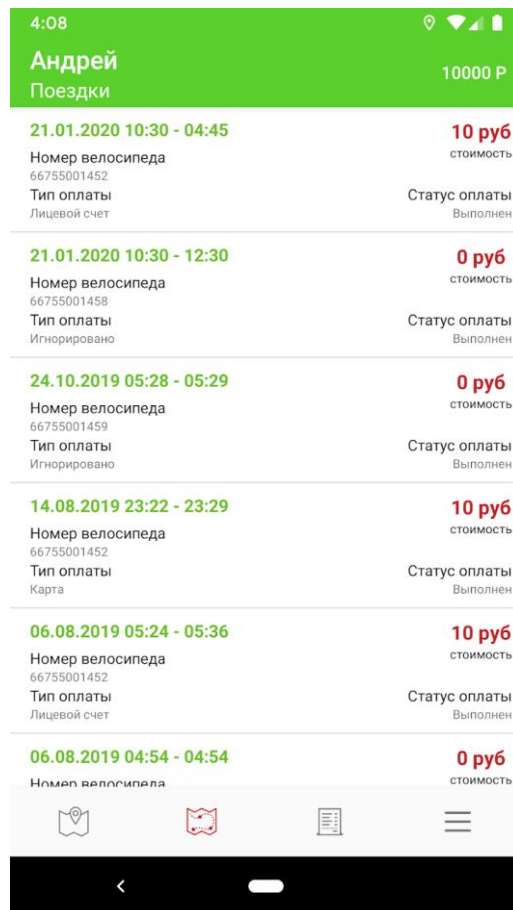 4:08
Андрей
10000 Р
Поездки
21.01.2020 10:30 - 04:45
10 руб
Номер велосипеда
стоимость
66755001452
Тип оплаты
Статус оплаты
Лицевой счет
Выполнен
21.01.2020 10:30 - 12:30
0 руб
Номер велосипеда
стоимость
66755001458
Тип оплаты
Статус оплаты
Игнорировано
Выполнен
24.10.2019 05:28 - 05:29
0 руб
Номер велосипеда
стоимость
66755001459
Тип оплаты
Статус оплаты
Игнорировано
Выполнен
14.08.2019 23:22 - 23:29
10 руб
Номер велосипеда
стоимость
66755001452
Тип оплаты
Статус оплаты
Карта
Выполнен
06.08.2019 05:24 - 05:36
10 руб
Номер велосипеда
стоимость
66755001452
Тип оплаты
Статус оплаты
Лицевой счет
Выполнен
06.08.2019 04:54 - 04:54
0 руб
Номер велосипеда
стоимость